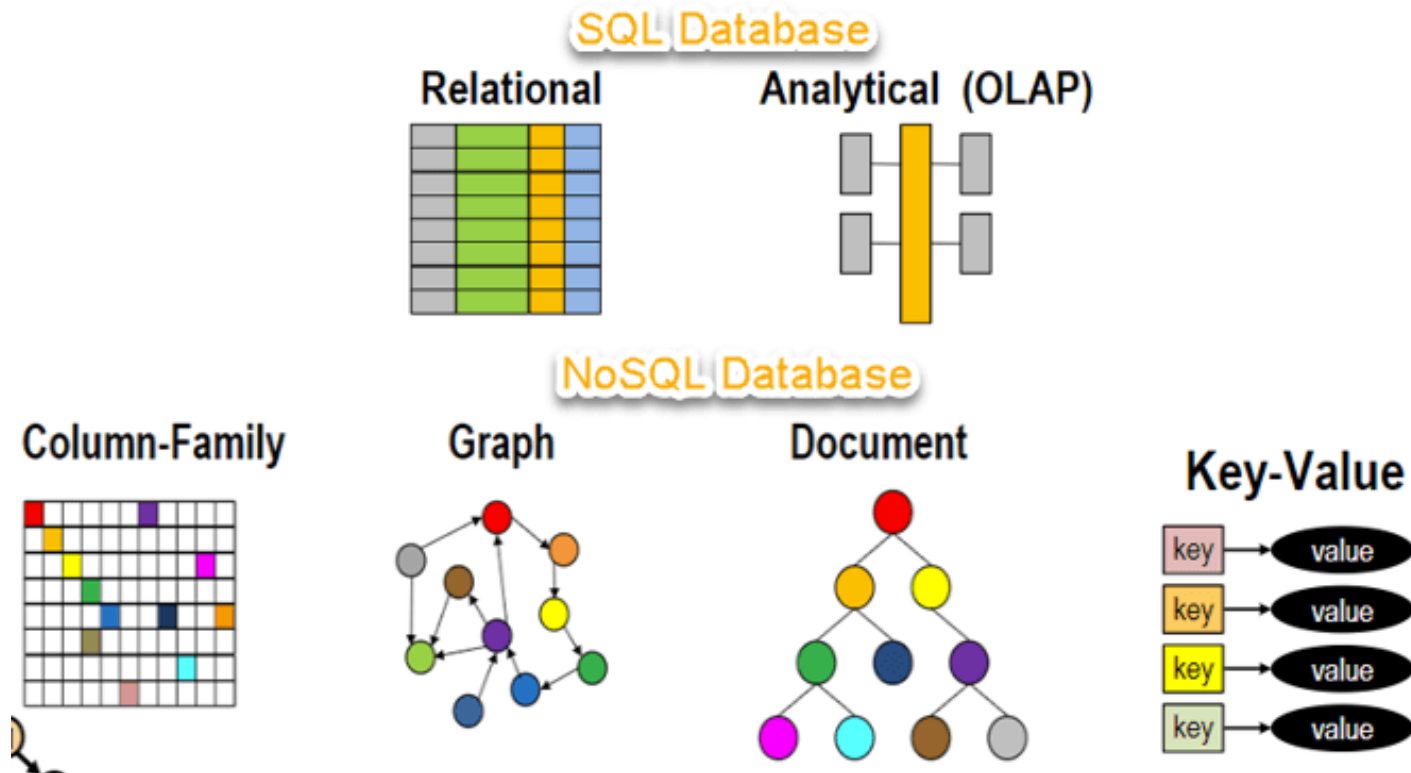 SQL Database
Relational
Analytical (OLAP)
NoSQL Database
Column-Family
Graph
Document
Key-Value
key
value
key
value
key
value
key
value